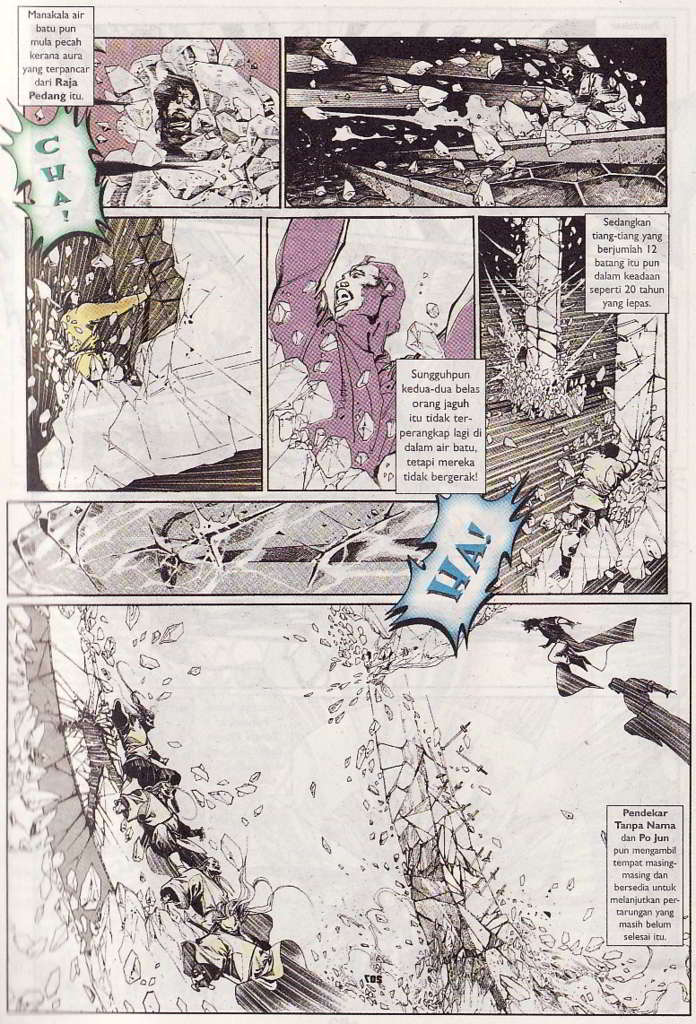 Manakala air
batu pun
mula pecah
kerana aura
yang terpancar
dari Raja
Pedang itu.
CHA!
Sedangkan
tiang-tiang yang
berjumlah 12
batang itu pun
dalam keadaan
seperti 20 tahun
yang lepas.
Sungguhpun
kedua-dua belas
orang jaguh
itu tidak ter-
perangkap lagi di
dalam air batu,
tetapi mereka
tidak bergerak!
HA!
Pendekar
Tanpa Nama
dan Po Jun
pun mengambil
tempat masing-
masing dan
bersedia untuk
melanjutkan per-
tarungan yang
masih belum
selesai itu.